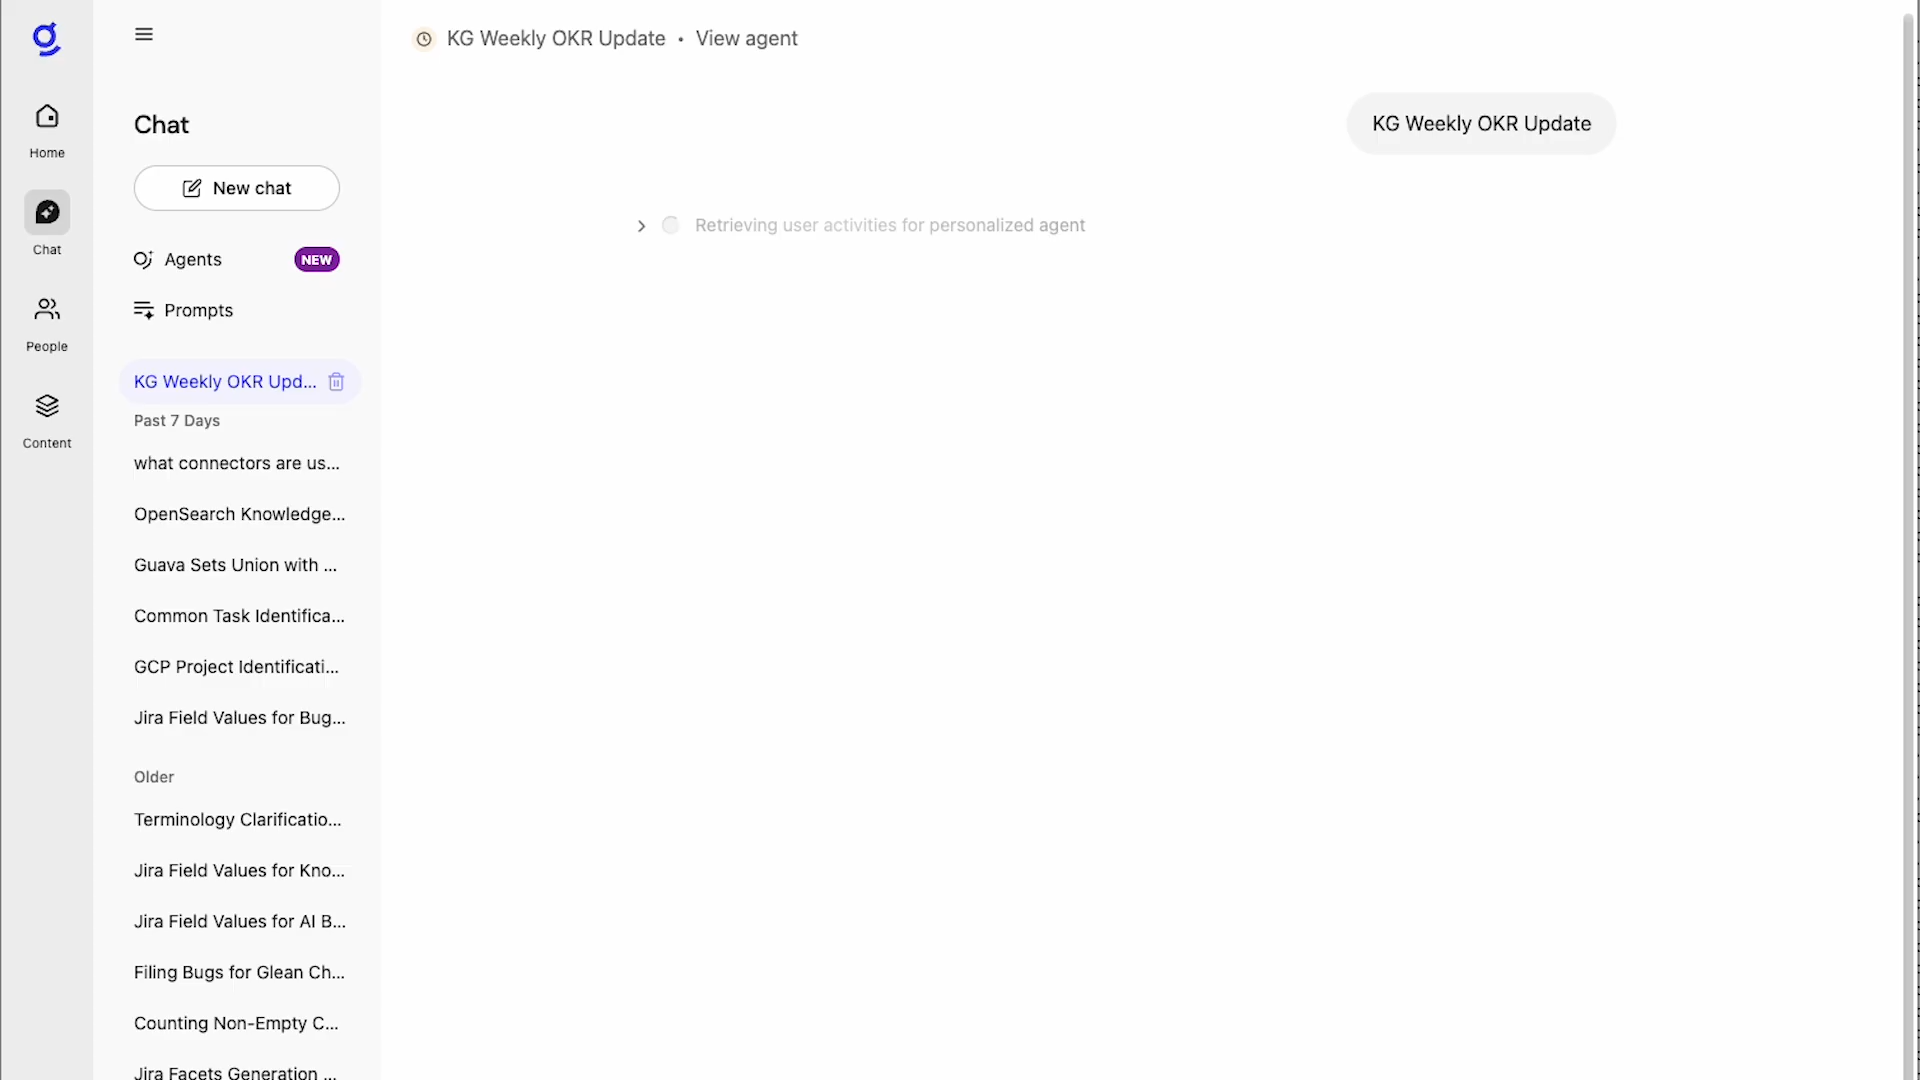 Home
Chat
People
Content
Chat
New chat
Agents NEW
Prompts
KG Weekly OKR Upd...
Past 7 Days
what connectors are us...
OpenSearch Knowledge...
Guava Sets Union with ...
Common Task Identifica...
GCP Project Identificati...
Jira Field Values for Bug...
Older
Terminology Clarificatio...
Jira Field Values for Kno...
Jira Field Values for AI B...
Filing Bugs for Glean Ch...
Counting Non-Empty C...
Jira Facets Generation ...
KG Weekly OKR Update • View agent
KG Weekly OKR Update
Retrieving user activities for personalized agent